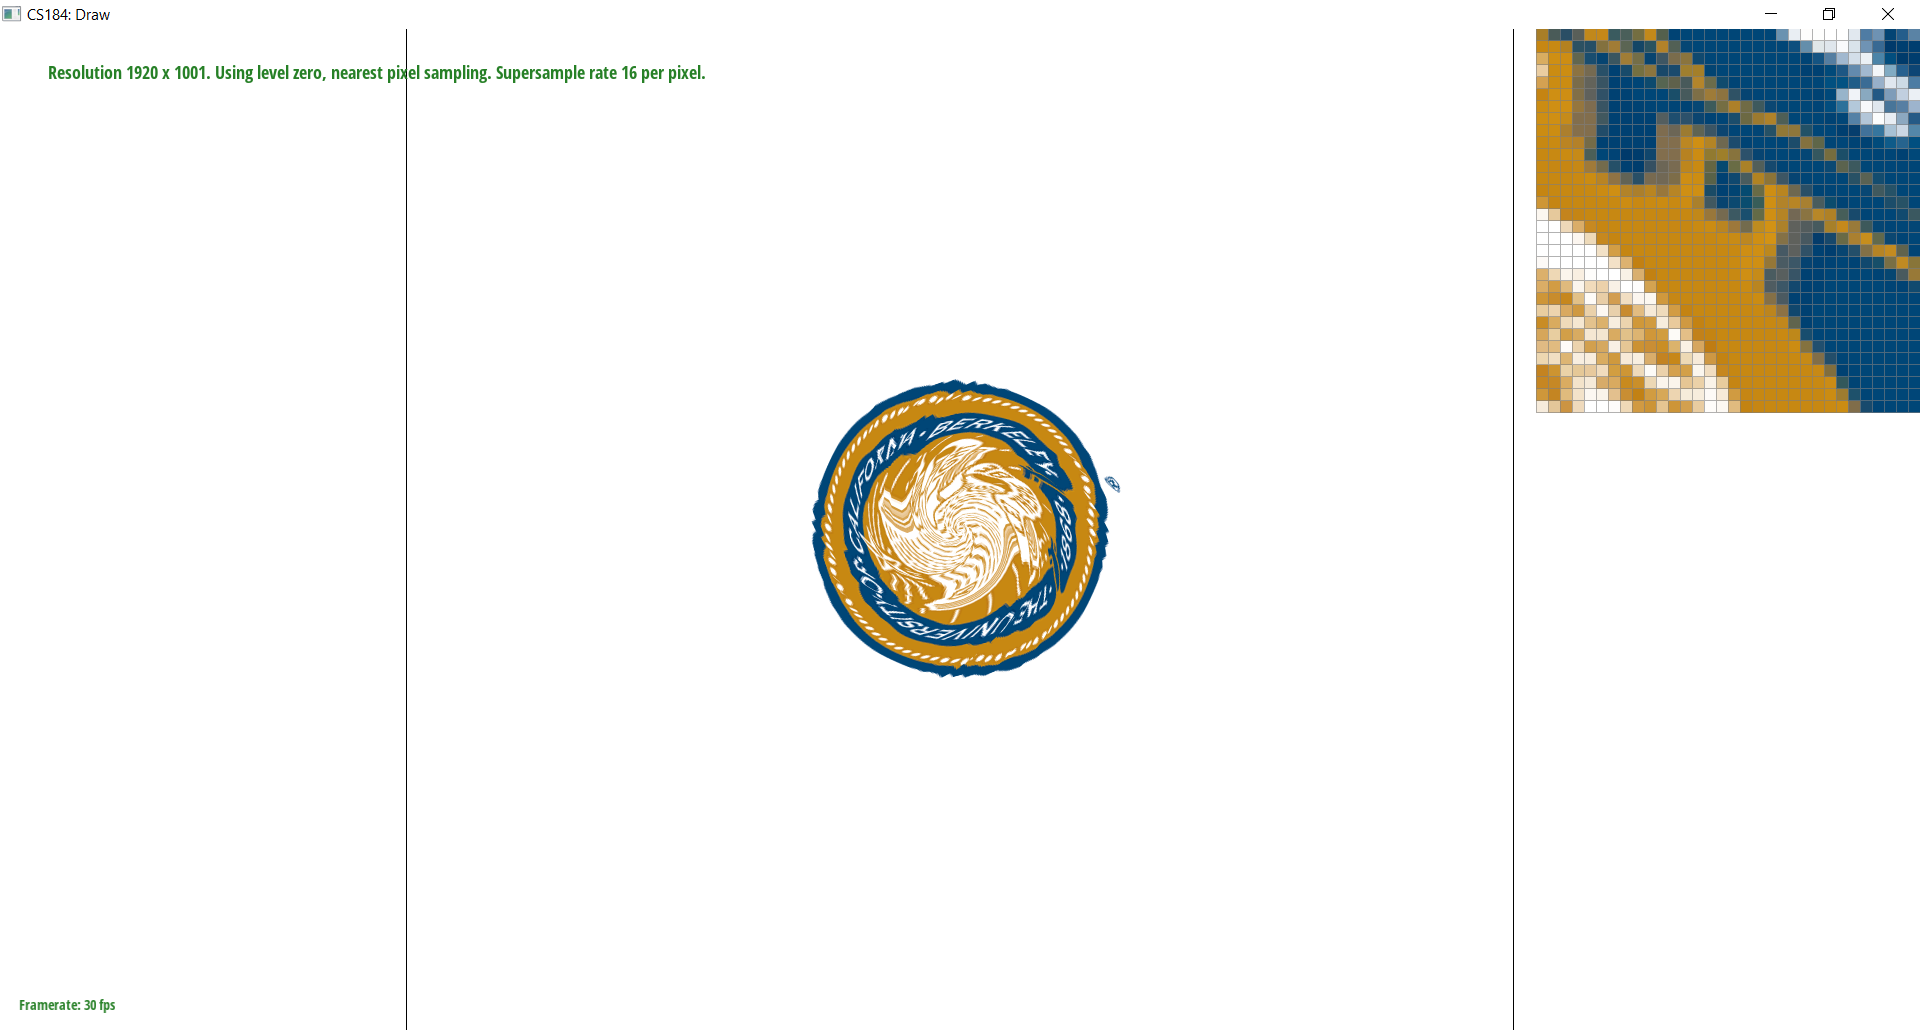 CS184: Draw
Resolution 1920 x 1001. Using level zero, nearest pixel sampling. Supersample rate 16 per pixel.
CALIFORNIA · BERKELEY
· 1868 ·
· THE UNIVERSITY OF
Framerate: 30 fps